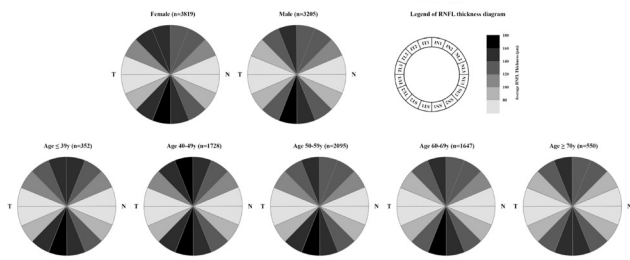 Female (n=3819)
Male (n=3205)
Legend of RNFL thickness diagram
T
N
T
N
180
160
140
120
100
80
Average RNFL Thickness (μm)
Age ≤ 39y (n=352)
Age 40-49y (n=1728)
Age 50-59y (n=2095)
Age 60-69y (n=1647)
Age ≥ 70y (n=550)
T
N
T
N
T
N
T
N
T
N